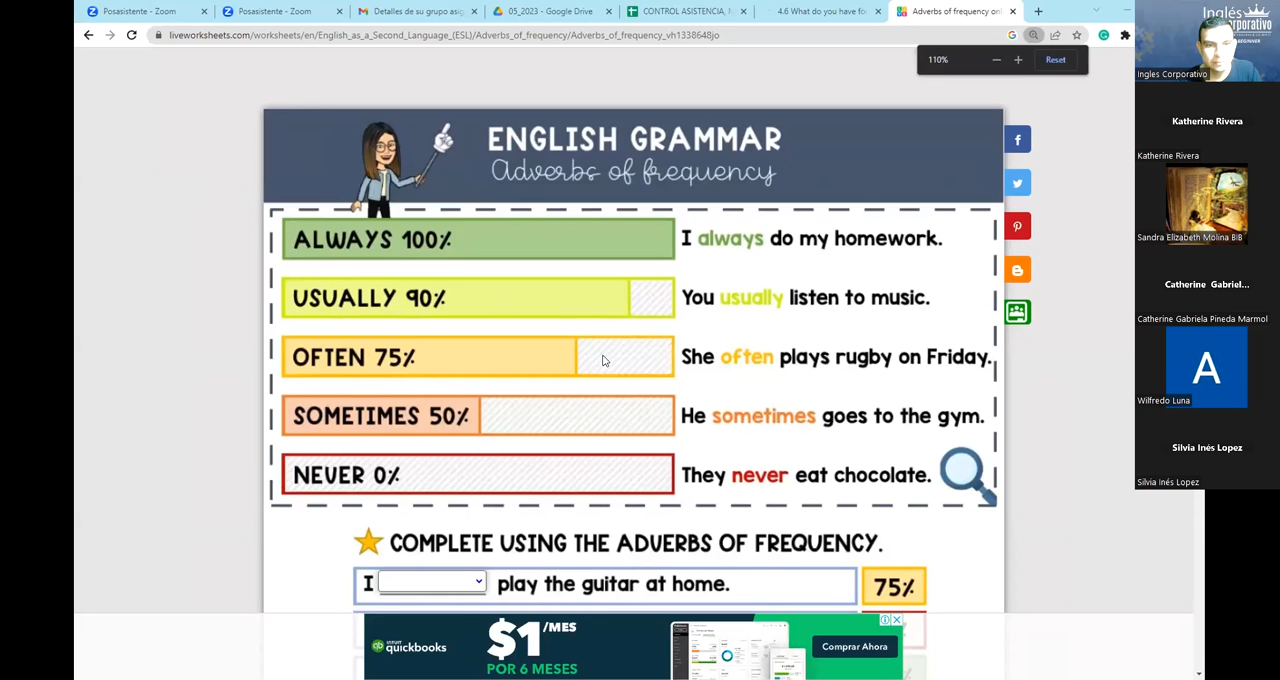 Posasistente - Zoom
Posasistente - Zoom
Detalles de su grupo asig
05_2023 - Google Drive
CONTROL ASISTENCIA,
4.6 What do you have fo
Adverbs of frequency on
liveworksheets.com/worksheets/en/English_as_a_Second_Language_(ESL)/Adverbs_of_frequency/Adverbs_of_frequency_vh1338648jo
110%
Reset
ENGLISH GRAMMAR
Adverbs of frequency
ALWAYS 100%
I always do my homework.
USUALLY 90%
You usually listen to music.
OFTEN 75%
She often plays rugby on Friday.
SOMETIMES 50%
He sometimes goes to the gym.
NEVER 0%
They never eat chocolate.
COMPLETE USING THE ADVERBS OF FREQUENCY.
I play the guitar at home.
75%
intuit
quickbooks
$1/MES
POR 6 MESES
Comprar Ahora
Inglés
Corporativo
BEGINNER
Ingles Corporativo
Katherine Rivera
Katherine Rivera
Sandra Elizabeth Molina BIB
Catherine Gabriel...
Catherine Gabriela Pineda Marmol
A
Wilfredo Luna
Silvia Inés Lopez
Silvia Inés Lopez